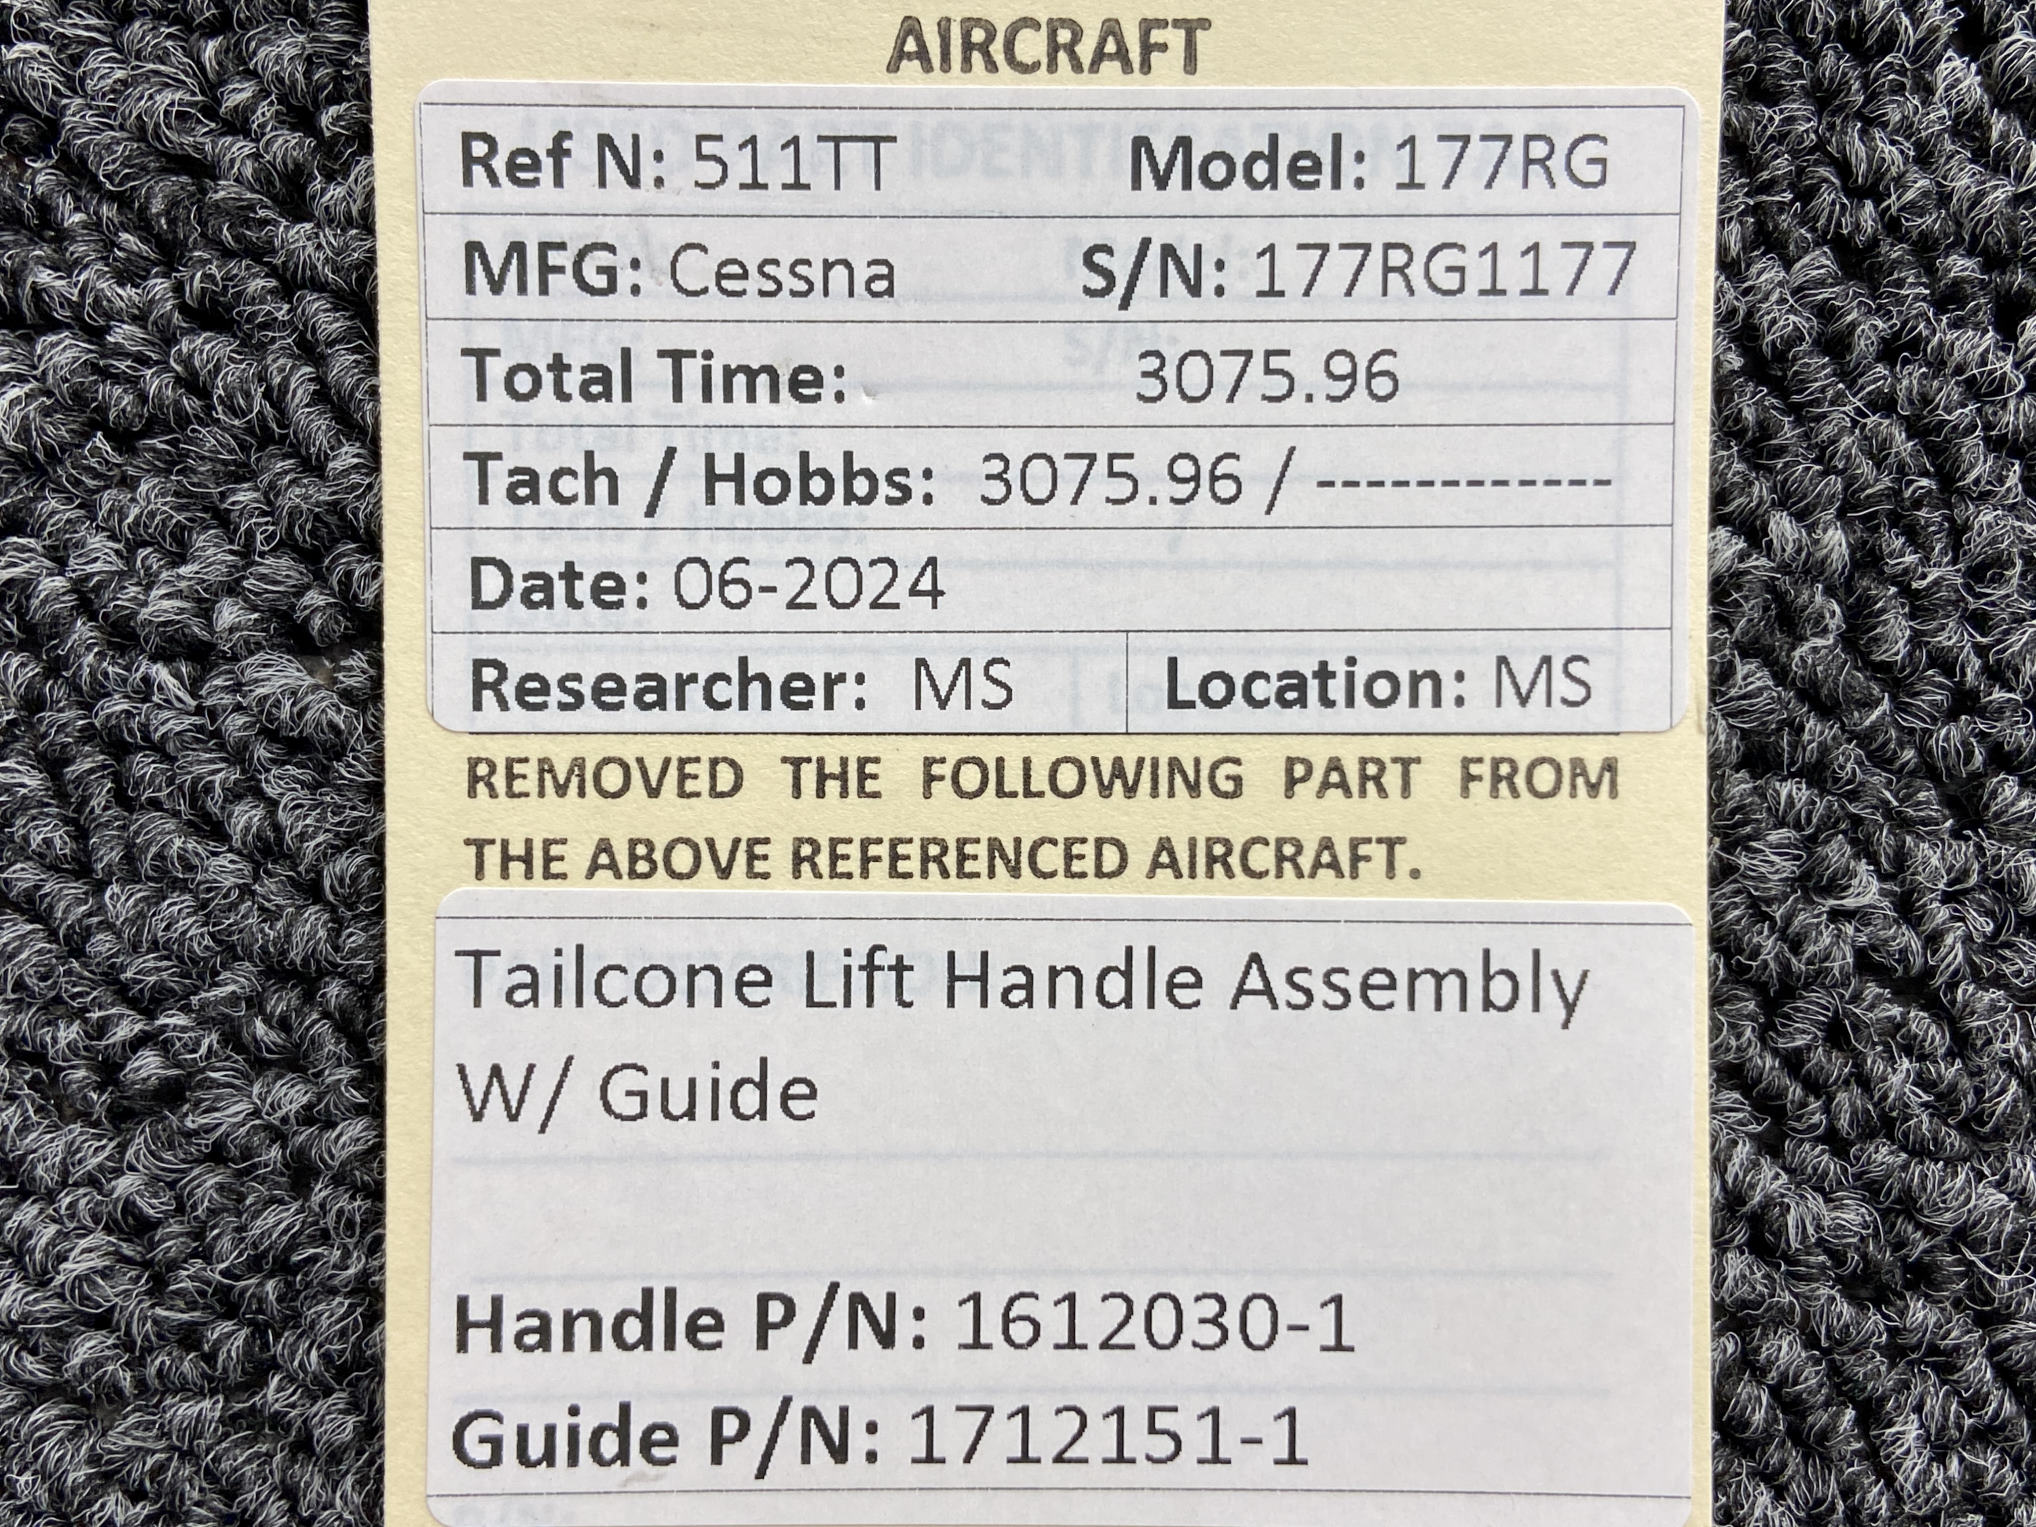 AIRCRAFT
Ref N: 511TT Model: 177RG
MFG: Cessna S/N: 177RG1177
Total Time: 3075.96
Tach / Hobbs: 3075.96 / ------------
Date: 06-2024
Researcher: MS Location: MS
REMOVED THE FOLLOWING PART FROM
THE ABOVE REFERENCED AIRCRAFT.
Tailcone Lift Handle Assembly
W/ Guide
Handle P/N: 1612030-1
Guide P/N: 1712151-1